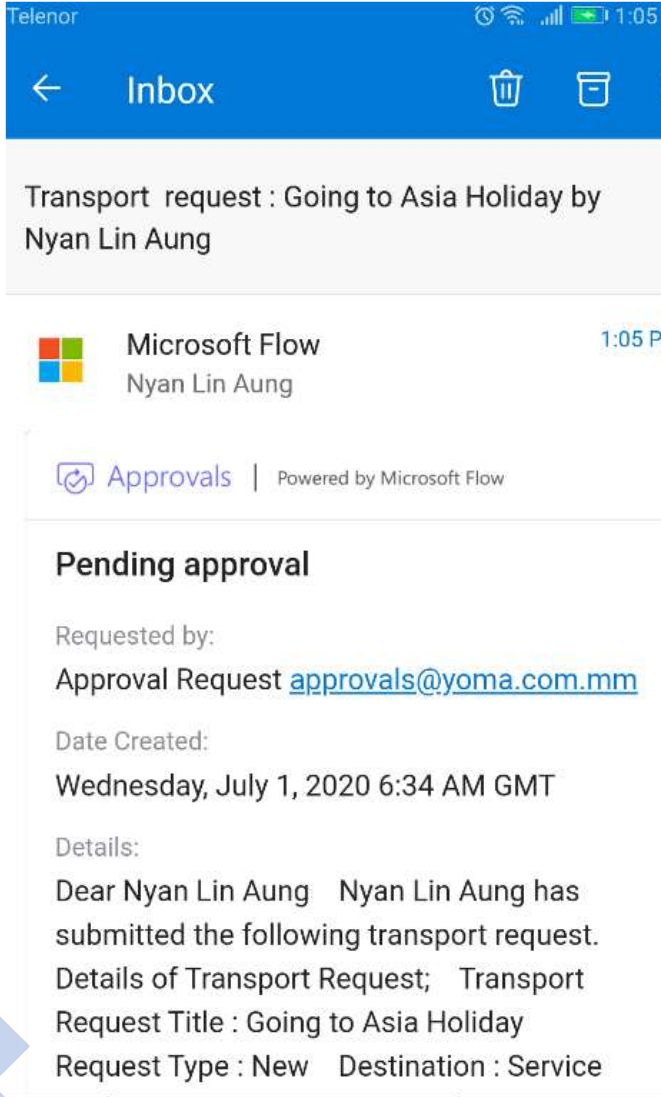 Telenor 1:05
Inbox
Transport request : Going to Asia Holiday by
Nyan Lin Aung
Microsoft Flow 1:05 P
Nyan Lin Aung
Approvals | Powered by Microsoft Flow
Pending approval
Requested by:
Approval Request approvals@yoma.com.mm
Date Created:
Wednesday, July 1, 2020 6:34 AM GMT
Details:
Dear Nyan Lin Aung Nyan Lin Aung has
submitted the following transport request.
Details of Transport Request; Transport
Request Title : Going to Asia Holiday
Request Type : New Destination : Service